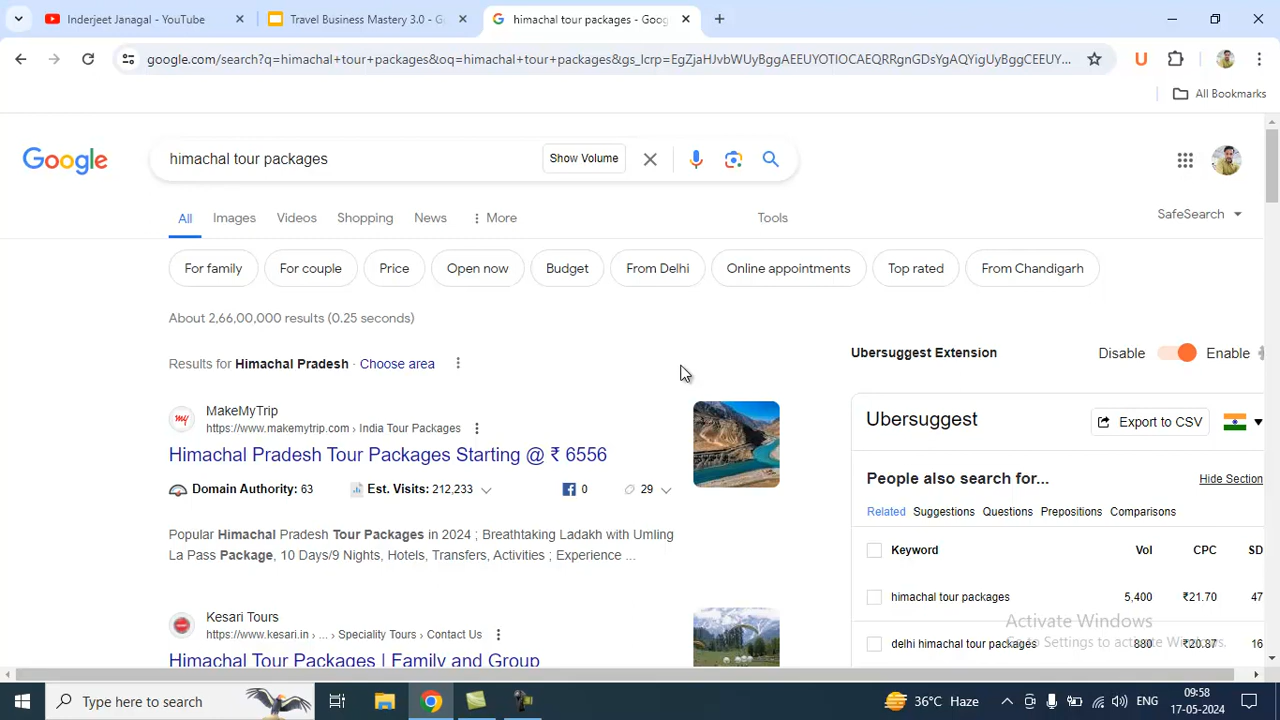 Inderjeet Janagal - YouTube
Travel Business Mastery 3.0 - G
himachal tour packages - Goog
google.com/search?q=himachal+tour+packages&oq=himachal+tour+packages&gs_lcrp=EgZjaHJvbWUyBggAEEUYOTIOCAEQRRgnGDsYgAQYigUyBggCEEUY...
All Bookmarks
Google
himachal tour packages
Show Volume
All
Images
Videos
Shopping
News
More
Tools
SafeSearch
For family
For couple
Price
Open now
Budget
From Delhi
Online appointments
Top rated
From Chandigarh
About 2,66,00,000 results (0.25 seconds)
Results for Himachal Pradesh · Choose area
Ubersuggest Extension
Disable
Enable
my
MakeMyTrip
https://www.makemytrip.com › India Tour Packages
Himachal Pradesh Tour Packages Starting @ ₹ 6556
Domain Authority: 63
Est. Visits: 212,233
0
29
Popular Himachal Pradesh Tour Packages in 2024 ; Breathtaking Ladakh with Umling
La Pass Package, 10 Days/9 Nights, Hotels, Transfers, Activities ; Experience ...
Kesari Tours
https://www.kesari.in › ... › Speciality Tours › Contact Us
Himachal Tour Packages | Family and Group
Ubersuggest
Export to CSV
People also search for...
Hide Section
Related
Suggestions
Questions
Prepositions
Comparisons
Keyword
Vol
CPC
SD
himachal tour packages
5,400
₹21.70
47
delhi himachal tour packages
880
₹20.87
16
Activate Windows
Go to Settings to activate Windows.
Type here to search
36°C Haze
ENG
09:58
17-05-2024